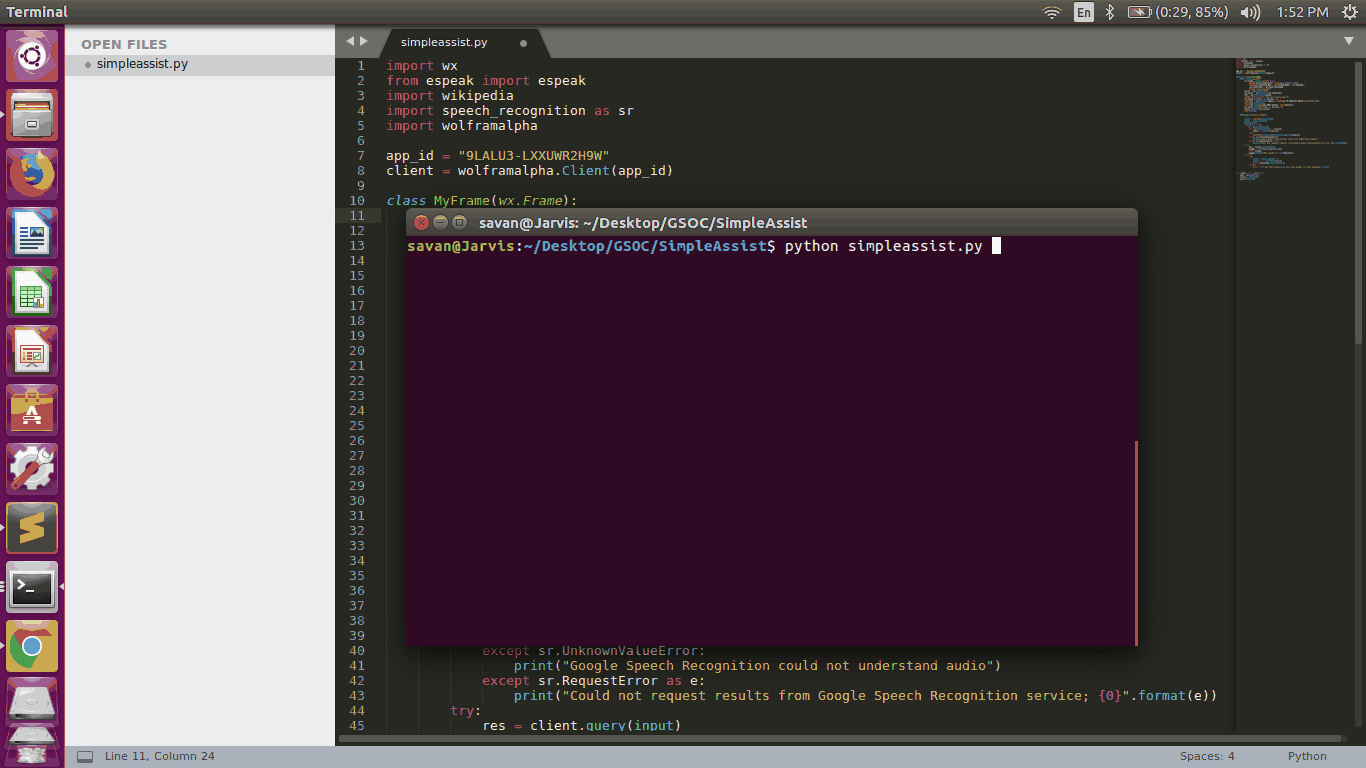 Terminal
En
(0:29, 85%)
1:52 PM
OPEN FILES
simpleassist.py
simpleassist.py
1 import wx
2 from espeak import espeak
3 import wikipedia
4 import speech_recognition as sr
5 import wolframalpha
6
7 app_id = "9LALU3-LXXUWR2H9W"
8 client = wolframalpha.Client(app_id)
9
10 class MyFrame(wx.Frame):
11
12
13
14
15
16
17
18
19
20
21
22
23
24
25
26
27
28
29
30
31
32
33
34
35
36
37
38
39
savan@Jarvis: ~/Desktop/GSOC/SimpleAssist
savan@Jarvis:~/Desktop/GSOC/SimpleAssist$ python simpleassist.py
40 except sr.UnknownValueError:
41 print("Google Speech Recognition could not understand audio")
42 except sr.RequestError as e:
43 print("Could not request results from Google Speech Recognition service; {0}".format(e))
44 try:
45 res = client.query(input)
Line 11, Column 24
Spaces: 4
Python